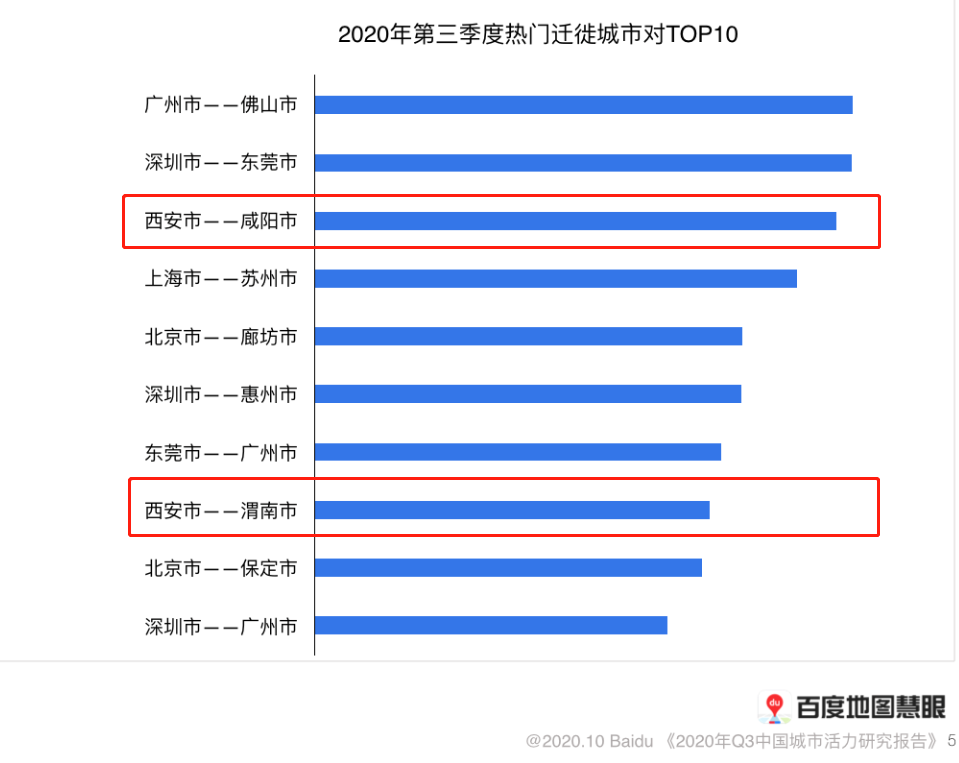 2020年第三季度热门迁徙城市对TOP10
广州市——佛山市
深圳市——东莞市
西安市——咸阳市
上海市——苏州市
北京市——廊坊市
深圳市——惠州市
东莞市——广州市
西安市——渭南市
北京市——保定市
深圳市——广州市
du 百度地图慧眼
@2020.10 Baidu 《2020年Q3中国城市活力研究报告》 5